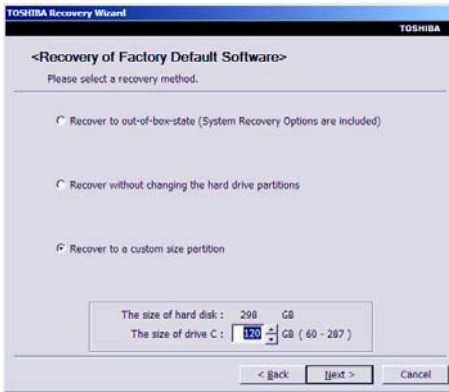 TOSHIBA Recovery Wizard
TOSHIBA
<Recovery of Factory Default Software>
Please select a recovery method.
Recover to out-of-box-state (System Recovery Options are included)
Recover without changing the hard drive partitions
Recover to a custom size partition
The size of hard disk : 298 GB
The size of drive C : 120 GB ( 60 - 287 )
< Back Next > Cancel